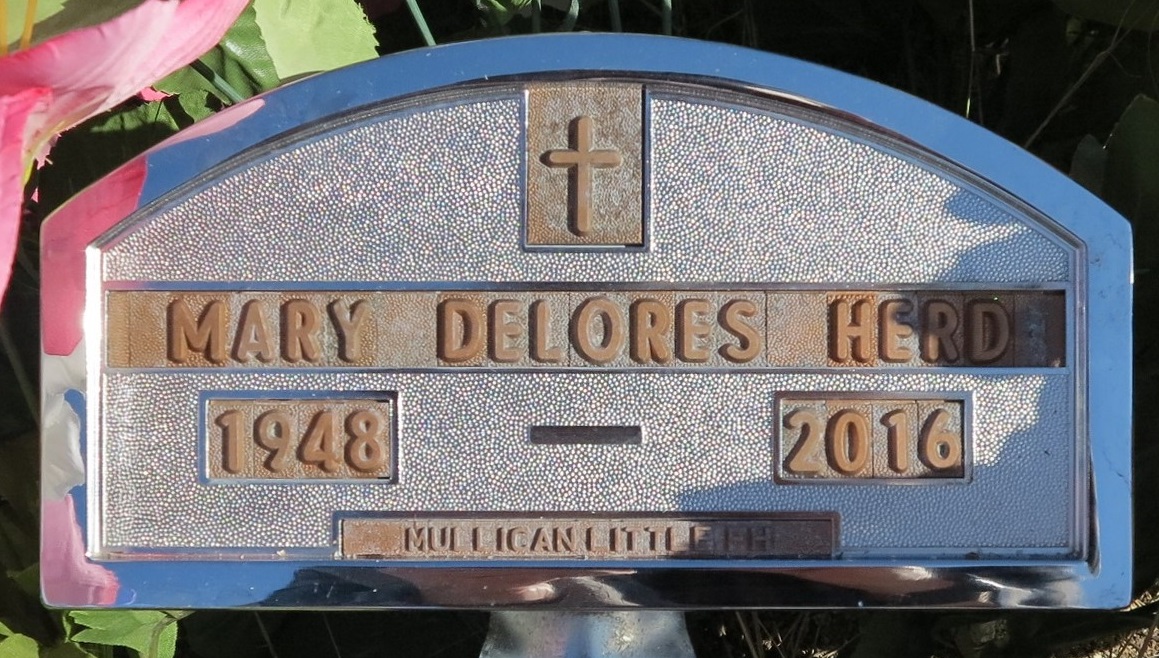 MARY DELORES HERD
1948 — 2016
MULLICAN LITTLE FH